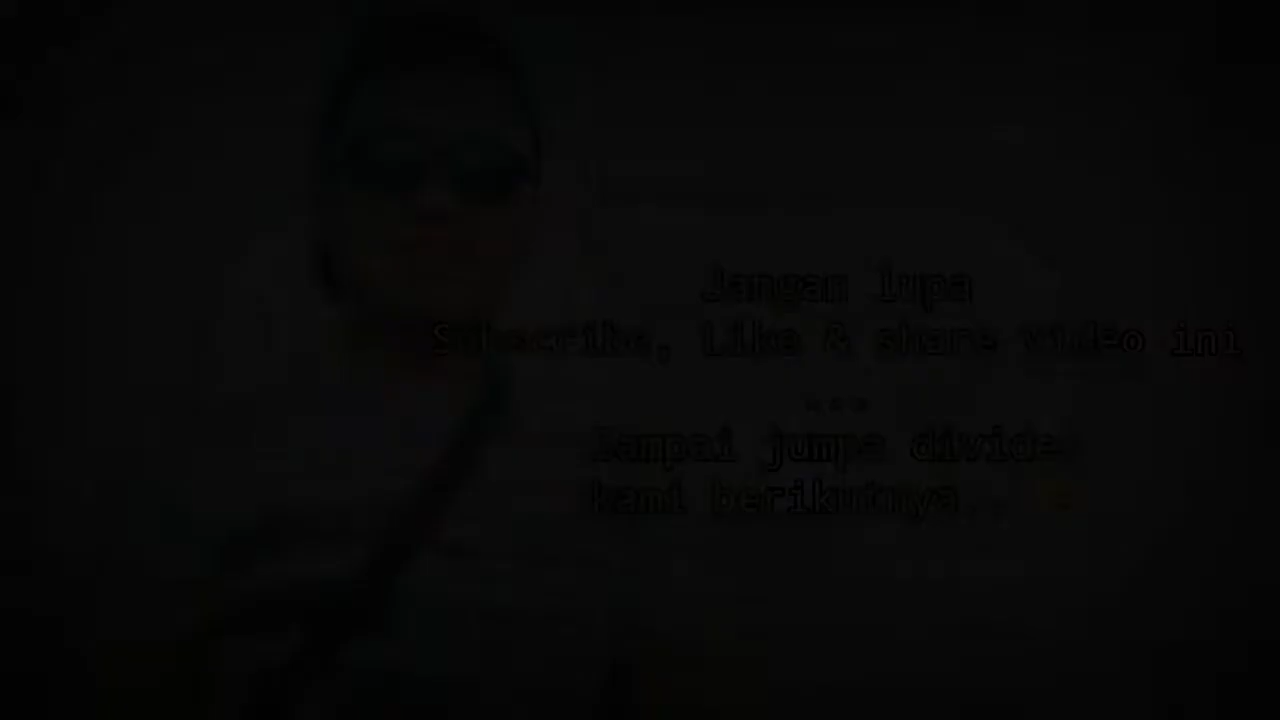 Jangan lupa
Subscribe, Like & share video ini
...
Sampai jumpa divideo
kami berikutnya..